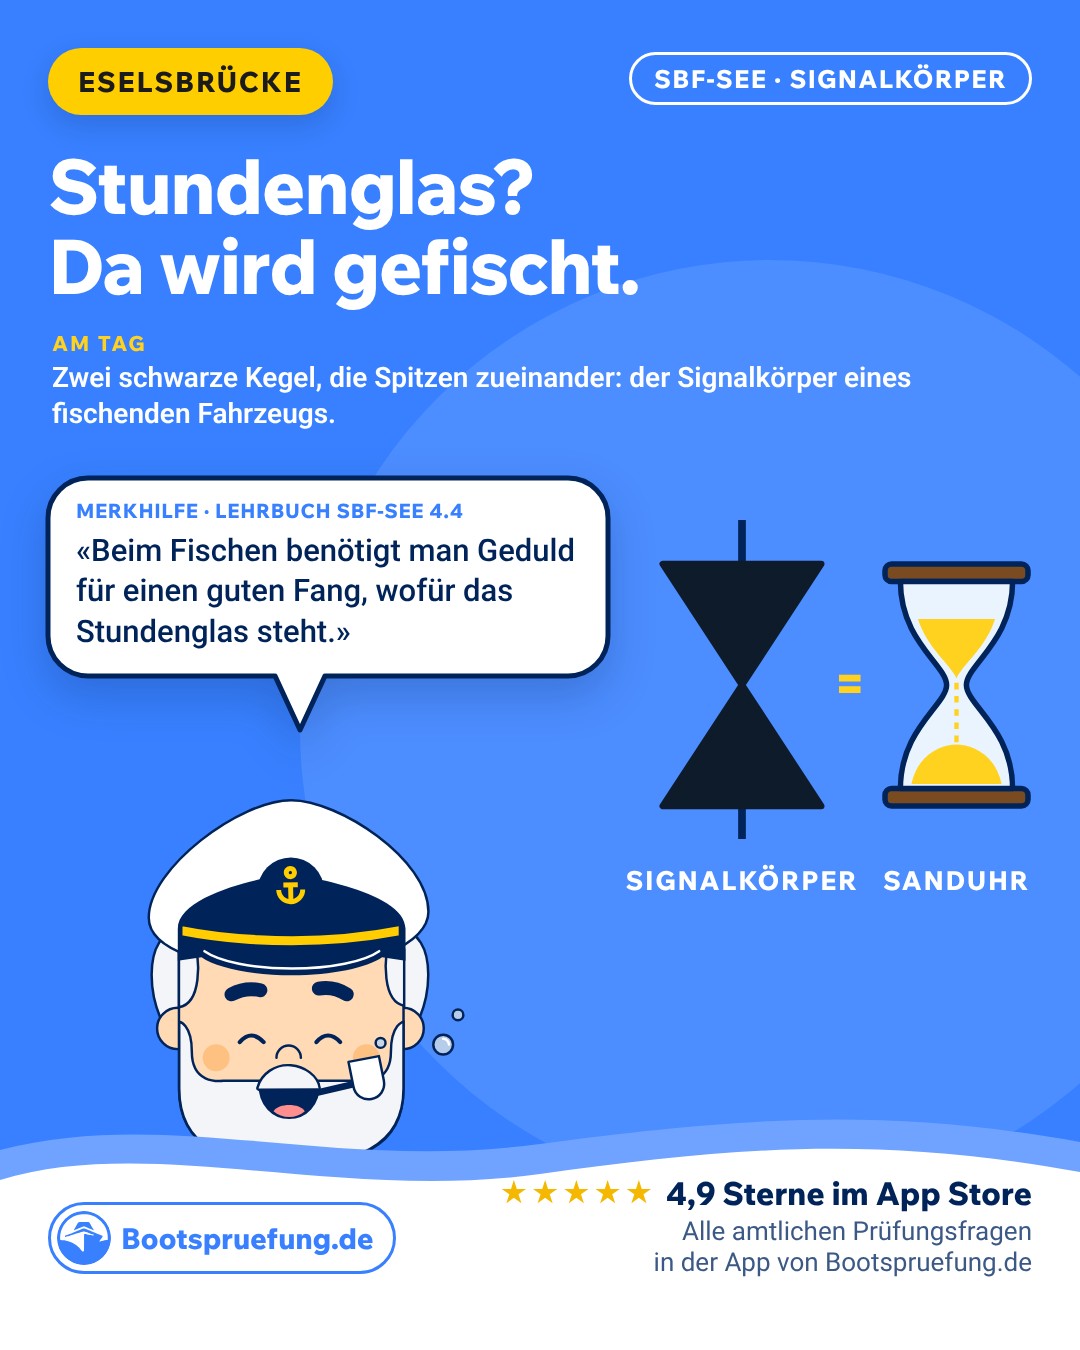 ESELSBRÜCKE
SBF-SEE · SIGNALKÖRPER
Stundenglas?
Da wird gefischt.
AM TAG
Zwei schwarze Kegel, die Spitzen zueinander: der Signalkörper eines
fischenden Fahrzeugs.
MERKHILFE · LEHRBUCH SBF-SEE 4.4
«Beim Fischen benötigt man Geduld
für einen guten Fang, wofür das
Stundenglas steht.»
=
SIGNALKÖRPER
SANDUHR
★★★★★ 4,9 Sterne im App Store
Alle amtlichen Prüfungsfragen
in der App von Bootspruefung.de
Bootspruefung.de